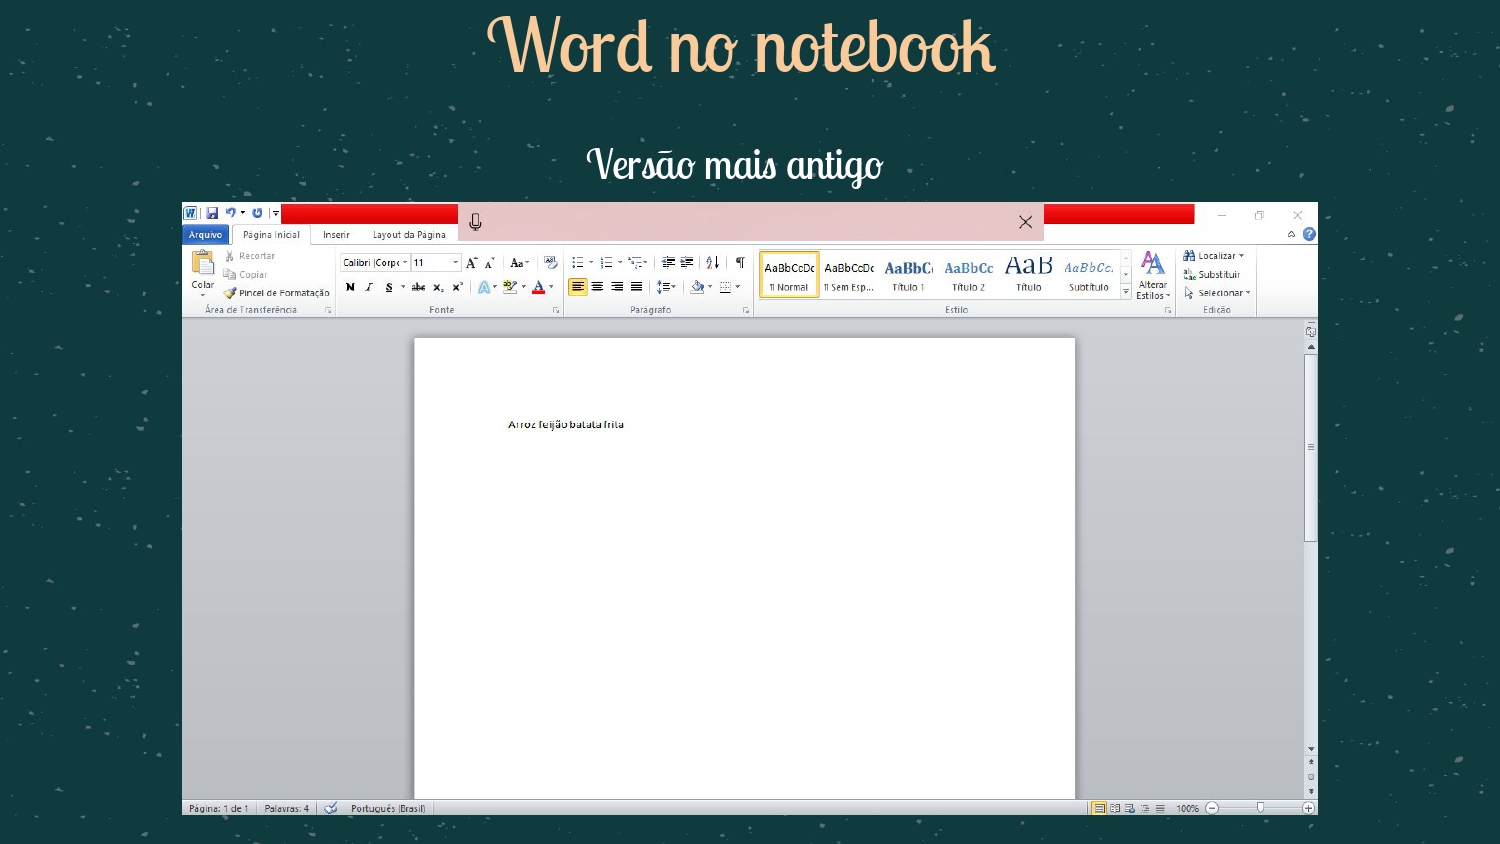 Word no notebook
Versão mais antigo
Arquivo Página Inicial Inserir Layout da Página
Colar
Recortar
Copiar
Pincel de Formatação
Área de Transferência
Calibri (Corpo 11
Aa
N I S abc x₂ x²
A A
Fonte
Parágrafo
AaBbCcDc AaBbCcDc AaBbC( AaBbCc AaB AaBbCc.
¶ Normal ¶ Sem Esp... Título 1 Título 2 Título Subtítulo
Alterar
Estilos
Estilo
Localizar
Substituir
Selecionar
Edição
Arroz feijão batata frita
Página: 1 de 1 Palavras: 4 Português (Brasil) 100%